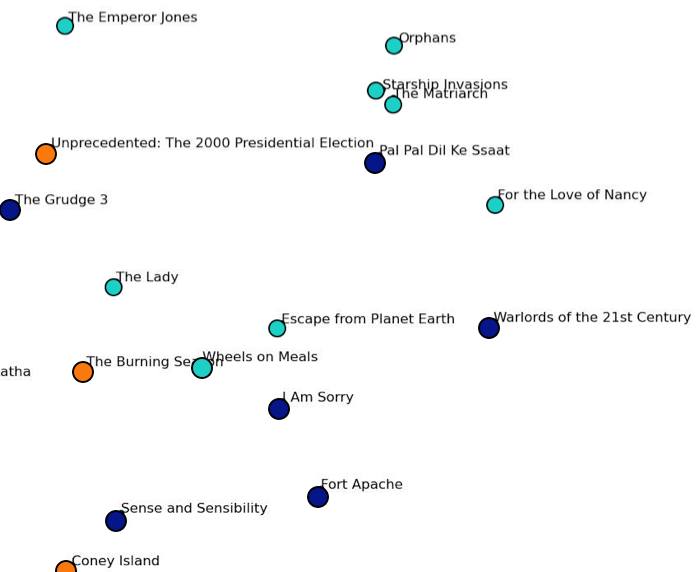 The Emperor Jones
Orphans
Starship Invasions
The Matriarch
Unprecedented: The 2000 Presidential Election
Pal Pal Dil Ke Ssaat
For the Love of Nancy
The Grudge 3
The Lady
Escape from Planet Earth
Warlords of the 21st Century
Wheels on Meals
The Burning Season
atha
I Am Sorry
Fort Apache
Sense and Sensibility
Coney Island